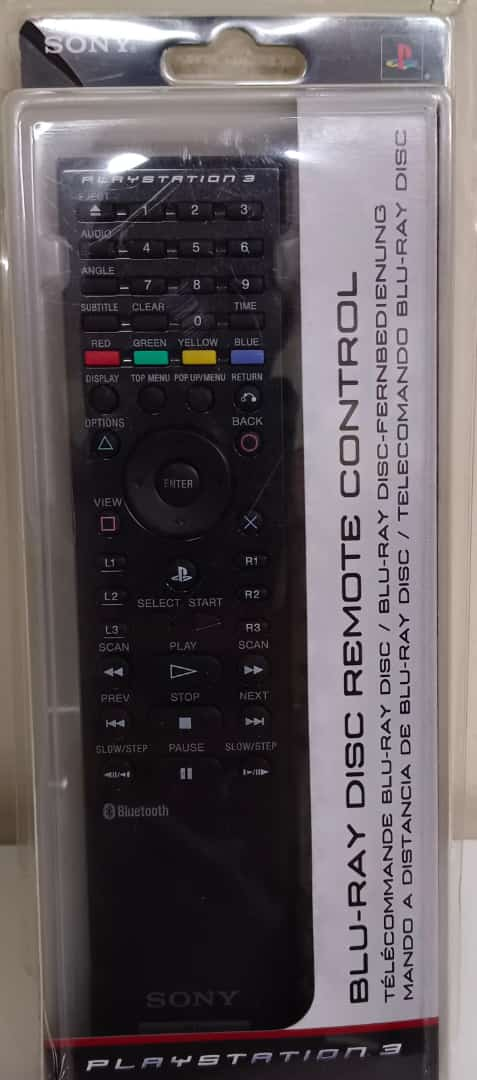 SONY
PLAYSTATION 3
EJECT
1 2 3
AUDIO
4 5 6
ANGLE
7 8 9
SUBTITLE CLEAR TIME
0
RED GREEN YELLOW BLUE
DISPLAY TOP MENU POP UP/MENU RETURN
OPTIONS BACK
ENTER
VIEW
L1 R1
L2 R2
SELECT START
L3 R3
SCAN PLAY SCAN
PREV STOP NEXT
SLOW/STEP PAUSE SLOW/STEP
Bluetooth
SONY
BLU-RAY DISC REMOTE CONTROL
TÉLÉCOMMANDE BLU-RAY DISC / BLU-RAY DISC-FERNBEDIENUNG
MANDO A DISTANCIA DE BLU-RAY DISC / TELECOMANDO BLU-RAY DISC
PLAYSTATION 3